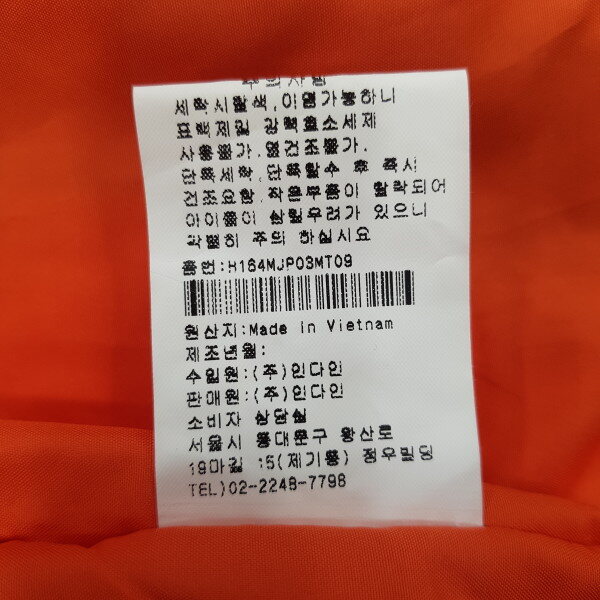 주의사항
세탁시탈색,이염가능하니
표백제및 강력효소세제
사용불가,열건조불가,
단독세탁,단독탈수 후 즉시
건조요함,작은부품이 탈락되어
아이들이 삼킬우려가 있으니
각별히 주의 하십시요
품번:H164MJP03MT09
원산지:Made in Vietnam
제조년월:
수입원:(주)인다인
판매원:(주)인다인
소비자 상담실
서울시 동대문구 왕산로
19마길 15(제기동) 정우빌딩
TEL)02-2248-7798